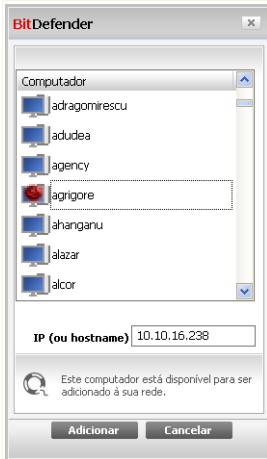 BitDefender
Computador
adragomirescu
adudea
agency
agrigore
ahanganu
alazar
alcor
IP (ou hostname) 10.10.16.238
Este computador está disponível para ser
adicionado à sua rede.
Adicionar Cancelar